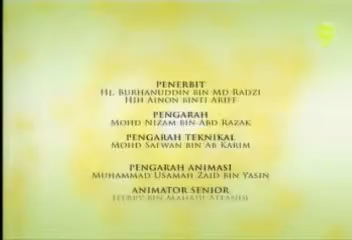 PENERBIT
HJ. BURHANUDDIN BIN MD RADZI
HJH AINON BINTI ARIFF
PENGARAH
MOHD NIZAM BIN ABD RAZAK
PENGARAH TEKNIKAL
MOHD SAFWAN BIN AB KARIM
PENGARAH ANIMASI
MUHAMMAD USAMAH ZAID BIN YASIN
ANIMATOR SENIOR
BIN